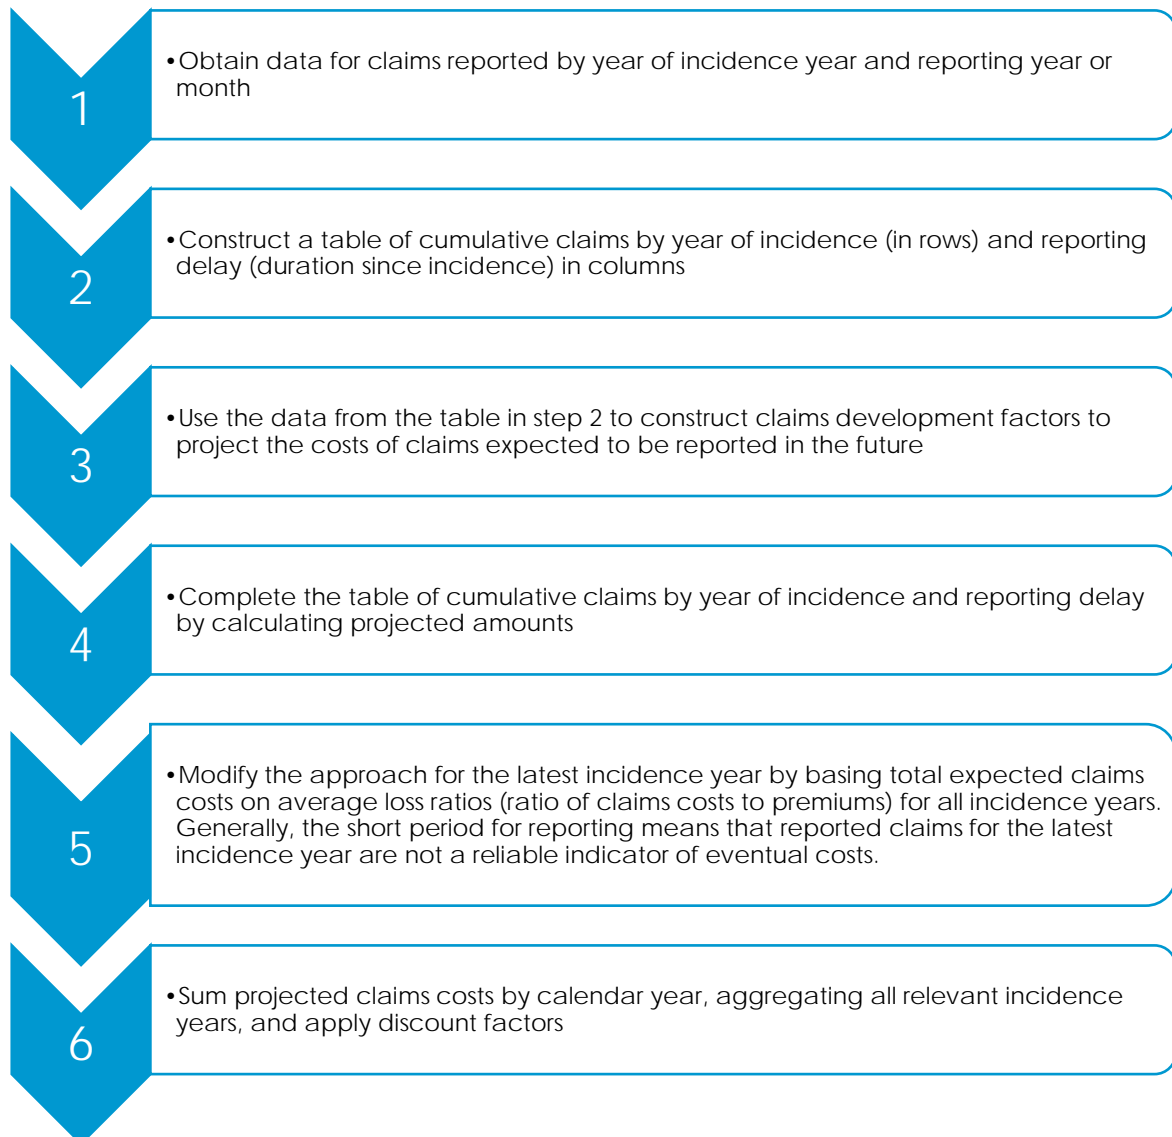 1
•Obtain data for claims reported by year of incidence year and reporting year or
month
2
•Construct a table of cumulative claims by year of incidence (in rows) and reporting
delay (duration since incidence) in columns
3
•Use the data from the table in step 2 to construct claims development factors to
project the costs of claims expected to be reported in the future
4
•Complete the table of cumulative claims by year of incidence and reporting delay
by calculating projected amounts
5
•Modify the approach for the latest incidence year by basing total expected claims
costs on average loss ratios (ratio of claims costs to premiums) for all incidence years.
Generally, the short period for reporting means that reported claims for the latest
incidence year are not a reliable indicator of eventual costs.
6
•Sum projected claims costs by calendar year, aggregating all relevant incidence
years, and apply discount factors